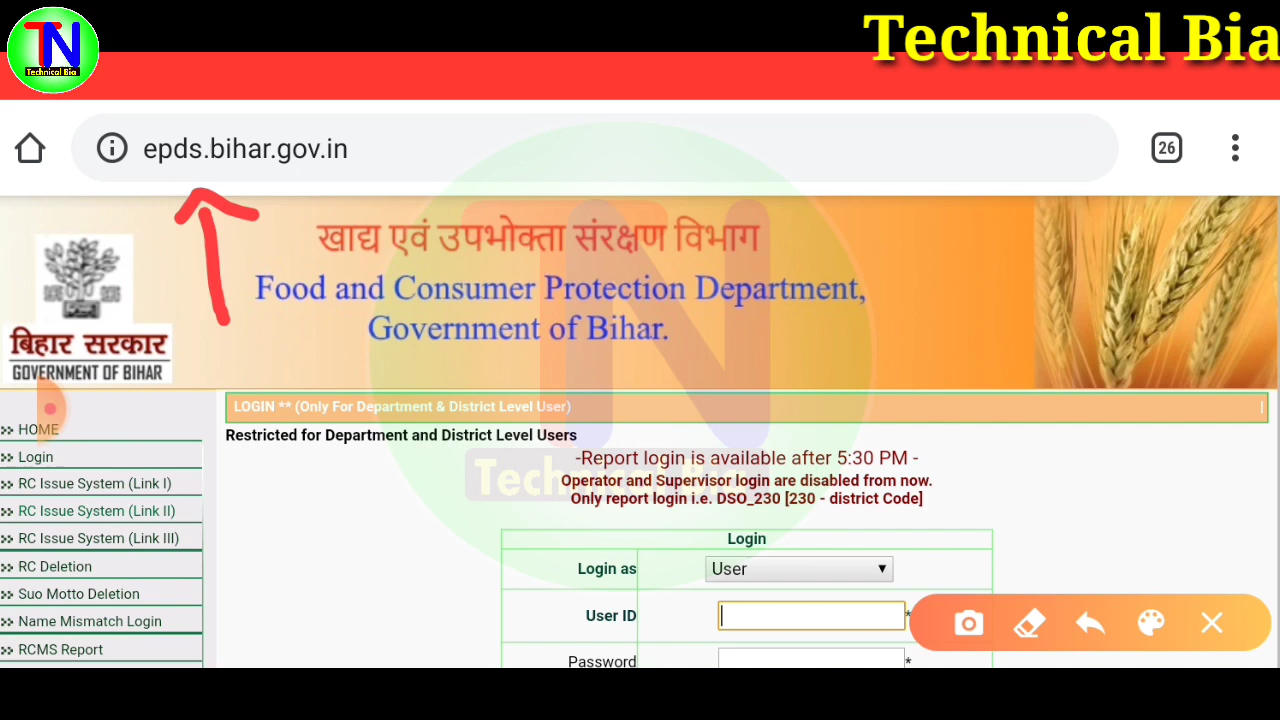 TN
Technical Bia
Technical Bia
epds.bihar.gov.in
26
खाद्य एवं उपभोक्ता संरक्षण विभाग
Food and Consumer Protection Department,
Government of Bihar.
बिहार सरकार
GOVERNMENT OF BIHAR
HOME
Login
RC Issue System (Link I)
RC Issue System (Link II)
RC Issue System (Link III)
RC Deletion
Suo Motto Deletion
Name Mismatch Login
RCMS Report
LOGIN ** (Only For Department & District Level User)
Restricted for Department and District Level Users
-Report login is available after 5:30 PM -
Operator and Supervisor login are disabled from now.
Only report login i.e. DSO_230 [230 - district Code]
Login
Login as User
User ID *
Password *
TN
Technical Bia